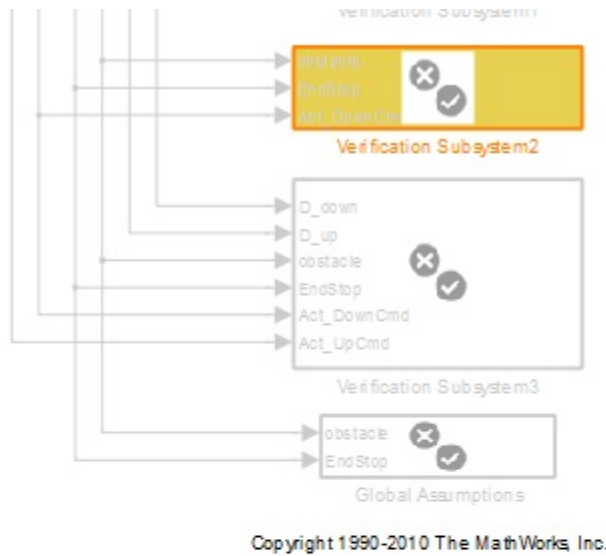 Verification Subsystem1
obstacle
EndStop
Act_DownCmd
Verification Subsystem2
D_down
D_up
obstacle
EndStop
Act_DownCmd
Act_UpCmd
Verification Subsystem3
obstacle
EndStop
Global Assumptions
Copyright 1990-2010 The MathWorks, Inc.